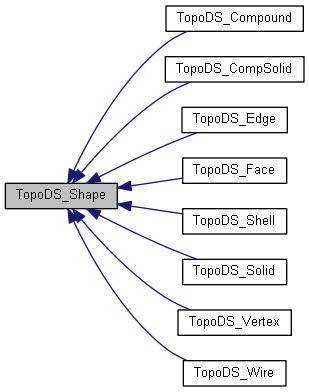 TopoDS_Compound
TopoDS_CompSolid
TopoDS_Edge
TopoDS_Face
TopoDS_Shape
TopoDS_Shell
TopoDS_Solid
TopoDS_Vertex
TopoDS_Wire